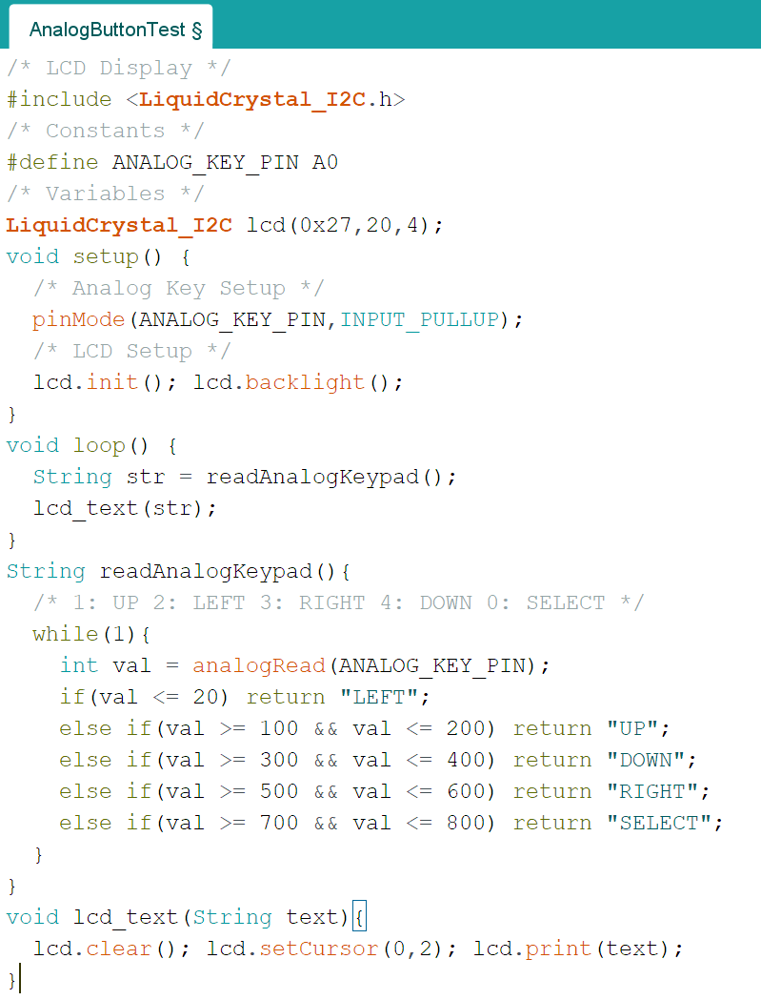 AnalogButtonTest §
/* LCD Display */
#include <LiquidCrystal_I2C.h>
/* Constants */
#define ANALOG_KEY_PIN A0
/* Variables */
LiquidCrystal_I2C lcd(0x27,20,4);
void setup() {
  /* Analog Key Setup */
  pinMode(ANALOG_KEY_PIN,INPUT_PULLUP);
  /* LCD Setup */
  lcd.init(); lcd.backlight();
}
void loop() {
  String str = readAnalogKeypad();
  lcd_text(str);
}
String readAnalogKeypad(){
  /* 1: UP 2: LEFT 3: RIGHT 4: DOWN 0: SELECT */
  while(1){
    int val = analogRead(ANALOG_KEY_PIN);
    if(val <= 20) return "LEFT";
    else if(val >= 100 && val <= 200) return "UP";
    else if(val >= 300 && val <= 400) return "DOWN";
    else if(val >= 500 && val <= 600) return "RIGHT";
    else if(val >= 700 && val <= 800) return "SELECT";
  }
}
void lcd_text(String text){
  lcd.clear(); lcd.setCursor(0,2); lcd.print(text);
}